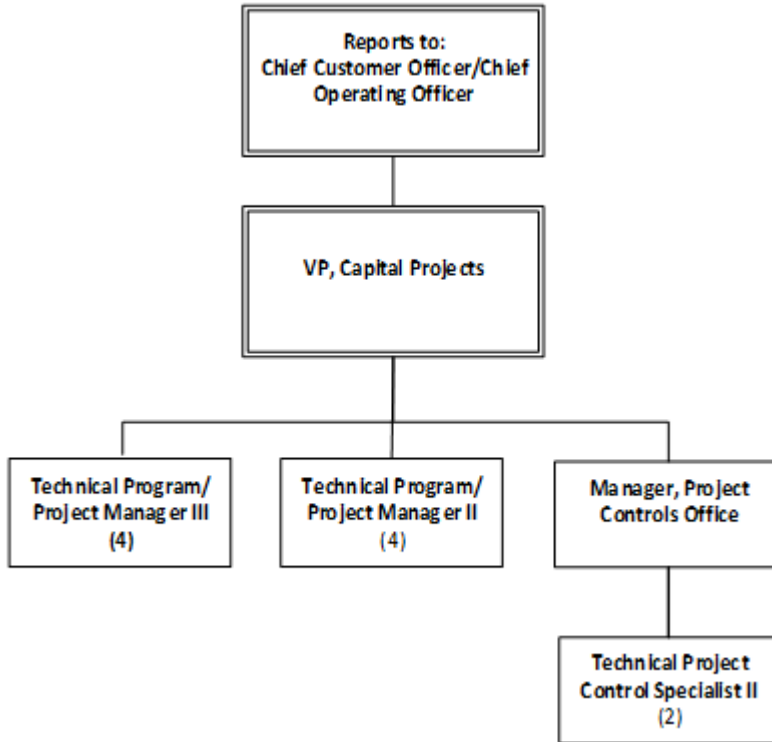 Reports to:
Chief Customer Officer/Chief
Operating Officer
VP, Capital Projects
Technical Program/
Project Manager III
(4)
Technical Program/
Project Manager II
(4)
Manager, Project
Controls Office
Technical Project
Control Specialist II
(2)